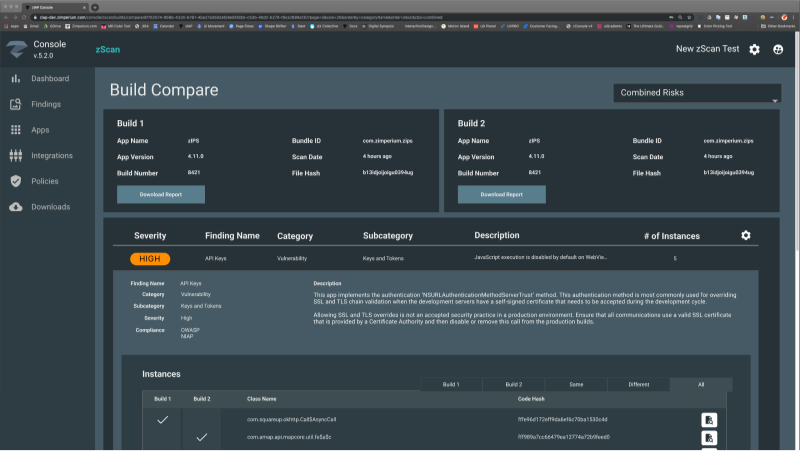 Console
v.5.2.0
zScan
New zScan Test
Dashboard
Findings
Apps
Integrations
Policies
Downloads
Build Compare
Combined Risks
Build 1
App Name zIPS Bundle ID com.zimperium.zips
App Version 4.11.0 Scan Date 4 hours ago
Build Number 8421 File Hash b13ldjoijoigu0394ug
Download Report
Build 2
App Name zIPS Bundle ID com.zimperium.zips
App Version 4.11.0 Scan Date 4 hours ago
Build Number 8421 File Hash b13ldjoijoigu0394ug
Download Report
Severity Finding Name Category Subcategory Description # of Instances
HIGH API Keys Vulnerability Keys and Tokens JavaScript execution is disabled by default on WebVie... 5
Finding Name API Keys
Category Vulnerability
Subcategory Keys and Tokens
Severity High
Compliance OWASP
NIAP
Description
This app implements the authentication 'NSURLAuthenticationMethodServerTrust' method. This authentication method is most commonly used for overriding
SSL and TLS chain validation when the development servers have a self-signed certificate that needs to be accepted during the development cycle.
Allowing SSL and TLS overrides is not an accepted security practice in a production environment. Ensure that all communications use a valid SSL certificate
that is provided by a Certificate Authority and then disable or remove this call from the production builds.
Instances
Build 1 Build 2 Same Different All
Build 1 Build 2 Class Name Code Hash
com.squareup.okhttp.Call$AsyncCall fffe96d172eff9da6ef6c70ba1530c4d
com.amap.api.mapcore.util.fe$a$c fff989a7cc66479ea12774a72b9feed0